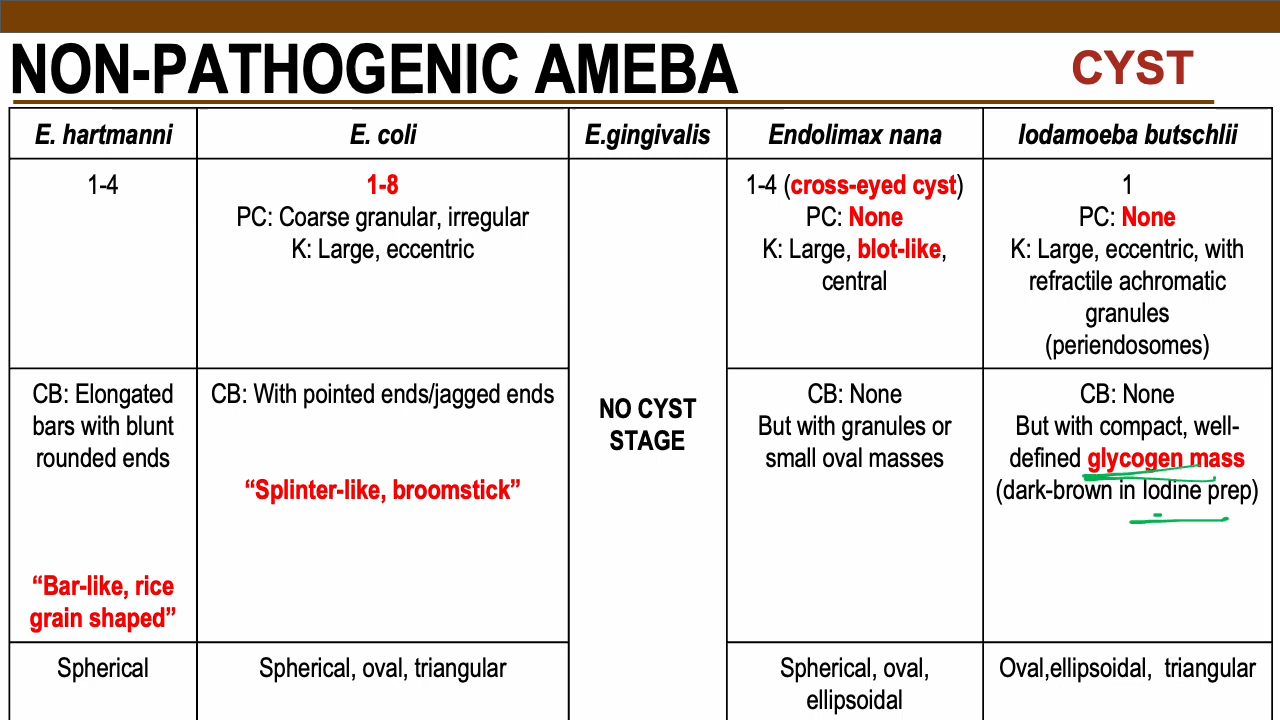 NON-PATHOGENIC AMEBA
CYST
E. hartmanni
E. coli
E.gingivalis
Endolimax nana
Iodamoeba butschlii
1-4
1-8
PC: Coarse granular, irregular
K: Large, eccentric
1-4 (cross-eyed cyst)
PC: None
K: Large, blot-like,
central
1
PC: None
K: Large, eccentric, with
refractile achromatic
granules
(periendosomes)
CB: Elongated
bars with blunt
rounded ends
“Bar-like, rice
grain shaped”
CB: With pointed ends/jagged ends
“Splinter-like, broomstick”
NO CYST
STAGE
CB: None
But with granules or
small oval masses
CB: None
But with compact, well-
defined glycogen mass
(dark-brown in Iodine prep)
Spherical
Spherical, oval, triangular
Spherical, oval,
ellipsoidal
Oval,ellipsoidal, triangular